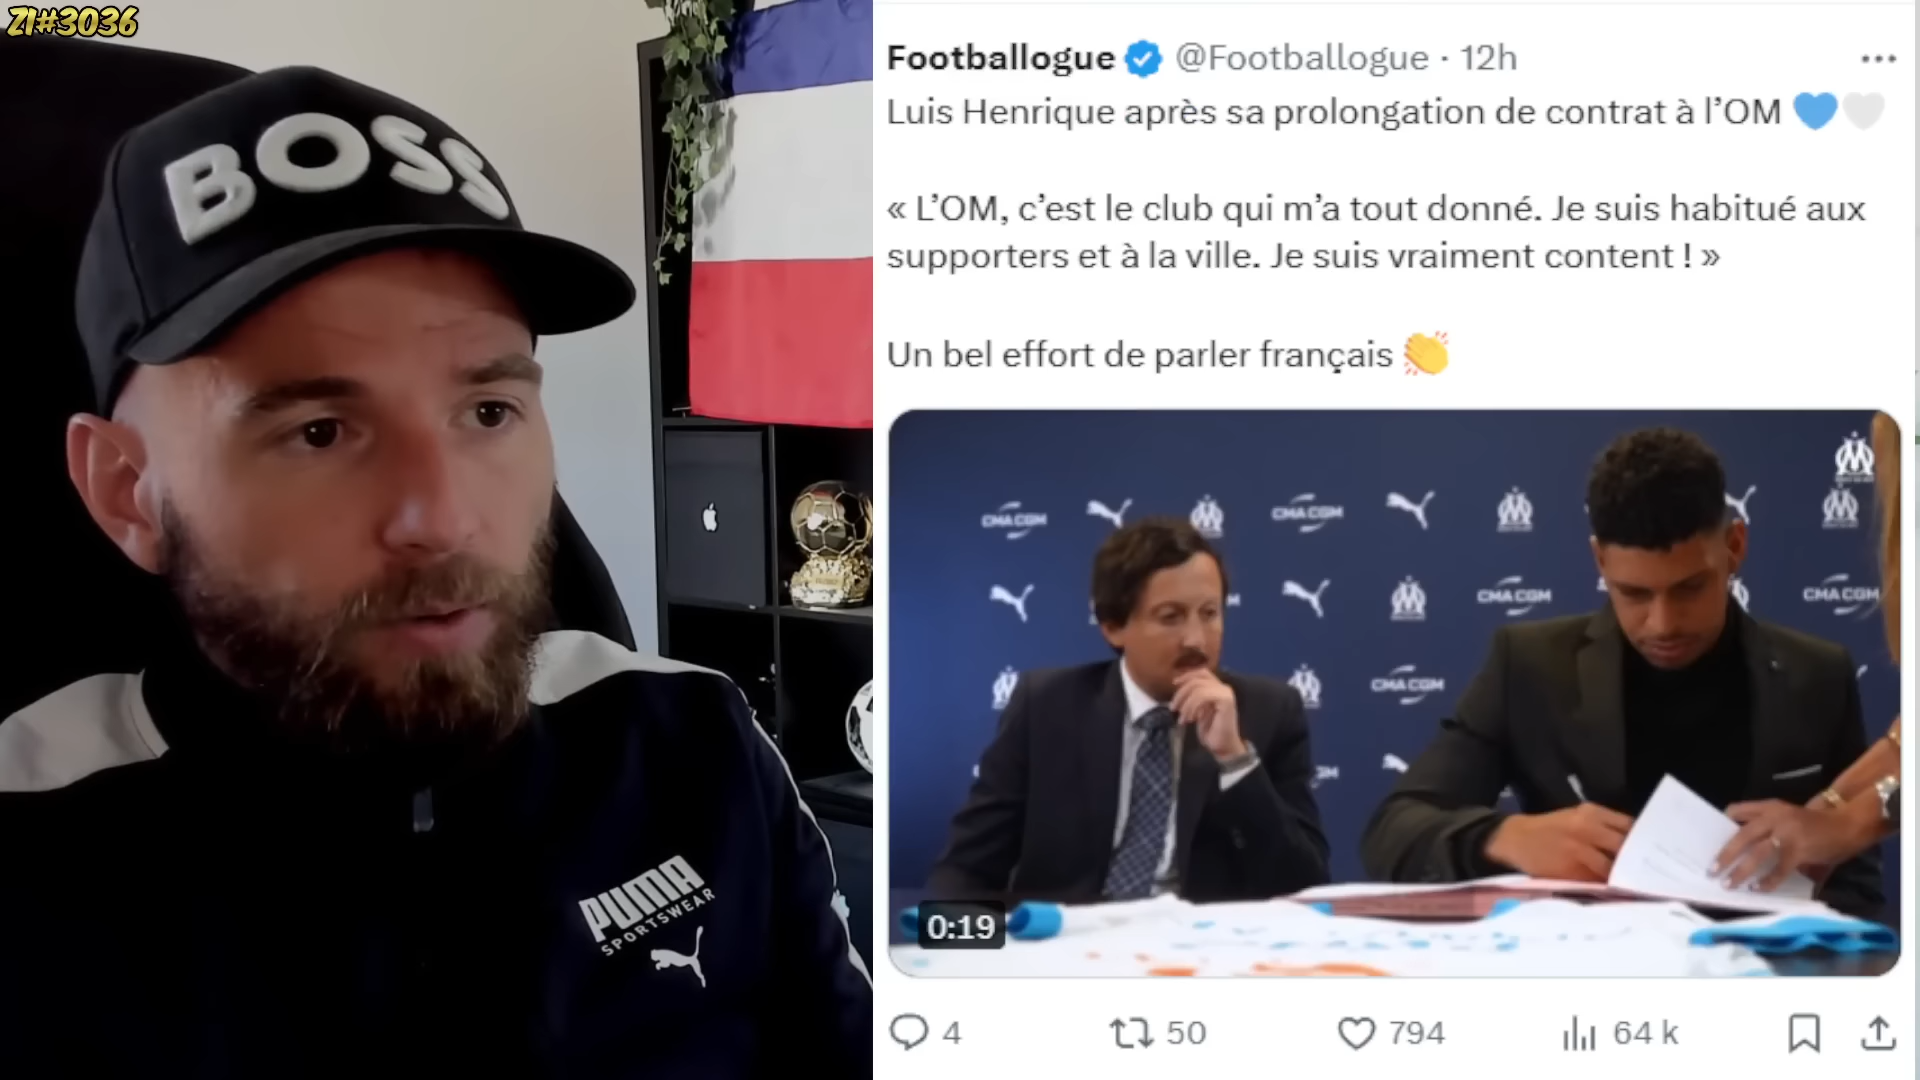 ZI#3036
BOSS
PUMA
SPORTSWEAR
Footballogue @Footballogue · 12h
Luis Henrique après sa prolongation de contrat à l’OM 💙🤍
« L’OM, c’est le club qui m’a tout donné. Je suis habitué aux
supporters et à la ville. Je suis vraiment content ! »
Un bel effort de parler français 👏
CMA CGM
CMA CGM
CMA CGM
CMA CGM
CMA CGM
0:19
4 50 794 64 k